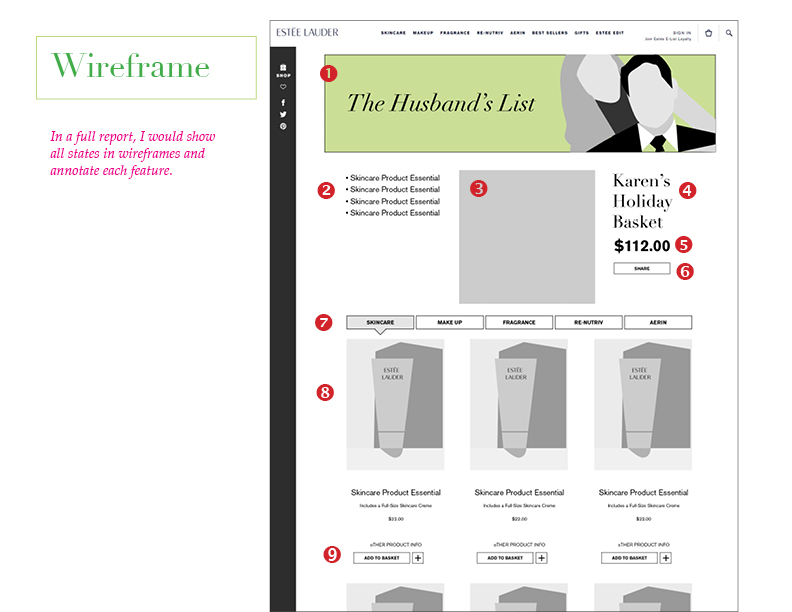 Wireframe
In a full report, I would show
all states in wireframes and
annotate each feature.
ESTĒE LAUDER
SKINCARE MAKEUP FRAGRANCE RE-NUTRIV AERIN BEST SELLERS GIFTS ESTEE EDIT
SIGN IN
Join Estée E-List Loyalty
SHOP
1
The Husband's List
2
• Skincare Product Essential
• Skincare Product Essential
• Skincare Product Essential
• Skincare Product Essential
3
Karen's
Holiday
Basket
4
$112.00
5
SHARE
6
7
SKINCARE MAKE UP FRAGRANCE RE-NUTRIV AERIN
8
ESTĒE
LAUDER
ESTĒE
LAUDER
ESTĒE
LAUDER
Skincare Product Essential
Includes a Full-Size Skincare Creme
$22.00
Skincare Product Essential
Includes a Full-Size Skincare Creme
$22.00
Skincare Product Essential
Includes a Full-Size Skincare Creme
$22.00
oTHER PRODUCT INFO
oTHER PRODUCT INFO
oTHER PRODUCT INFO
9
ADD TO BASKET +
ADD TO BASKET +
ADD TO BASKET +
ESTĒE
LAUDER
ESTĒE
LAUDER
ESTĒE
LAUDER